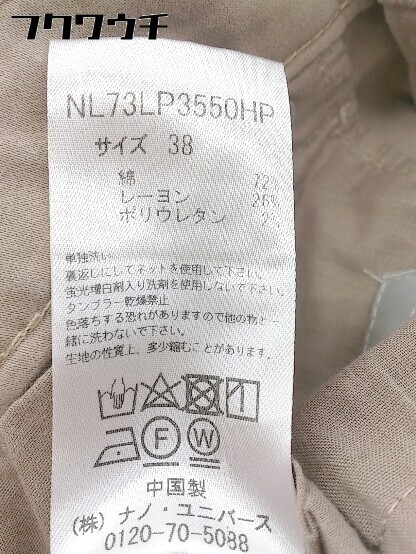 フクワウチ
NL73LP3550HP
サイズ 38
綿 72%
レーヨン 26%
ポリウレタン 2%
単独洗い
裏返しにしてネットを使用して下さい。
蛍光増白剤入り洗剤を使用しないで下さい。
タンブラー乾燥禁止
色落ちする恐れがありますので他の物と一
緒に洗わないで下さい。
生地の性質上、多少縮むことがあります。
F W
中国製
(株) ナノ・ユニバース
0120-70-5088